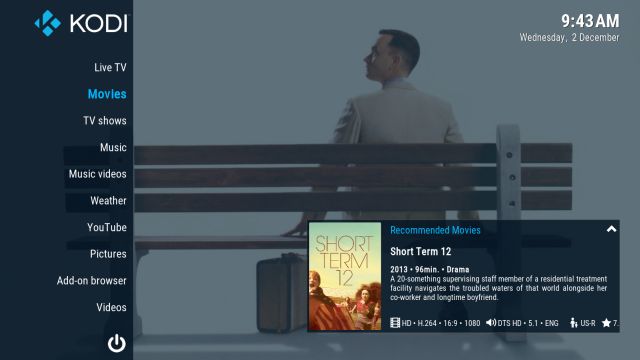 KODI
9:43 AM
Wednesday, 2 December
Live TV
Movies
TV shows
Music
Music videos
Weather
YouTube
Pictures
Add-on browser
Videos
SHORT
TERM
12
Recommended Movies
Short Term 12
2013 • 96min. • Drama
A 20-something supervising staff member of a residential treatment
facility navigates the troubled waters of that world alongside her
co-worker and longtime boyfriend.
HD • H.264 • 16:9 • 1080 DTS HD • 5.1 • ENG US-R 7.